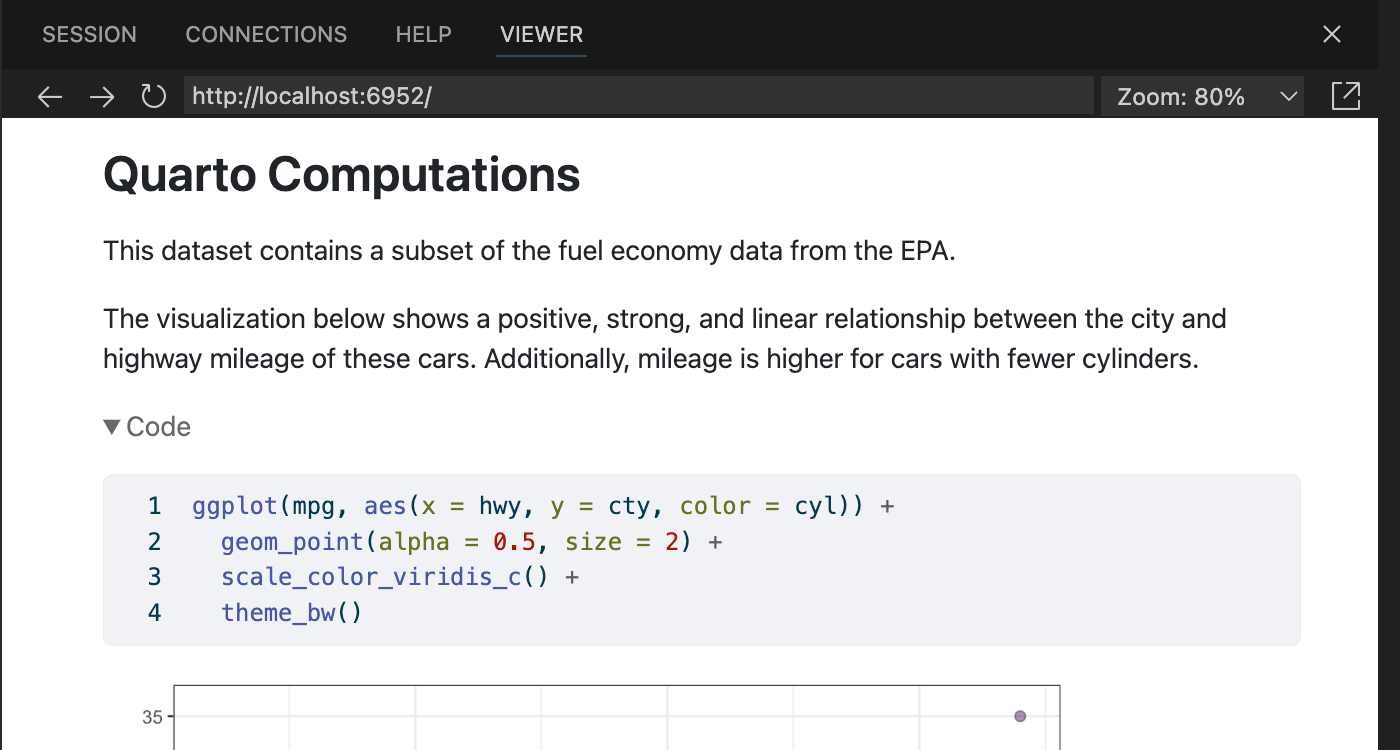 SESSION CONNECTIONS HELP VIEWER
http://localhost:6952/ Zoom: 80%
Quarto Computations
This dataset contains a subset of the fuel economy data from the EPA.
The visualization below shows a positive, strong, and linear relationship between the city and
highway mileage of these cars. Additionally, mileage is higher for cars with fewer cylinders.
Code
1 ggplot(mpg, aes(x = hwy, y = cty, color = cyl)) +
2   geom_point(alpha = 0.5, size = 2) +
3   scale_color_viridis_c() +
4   theme_bw()
35